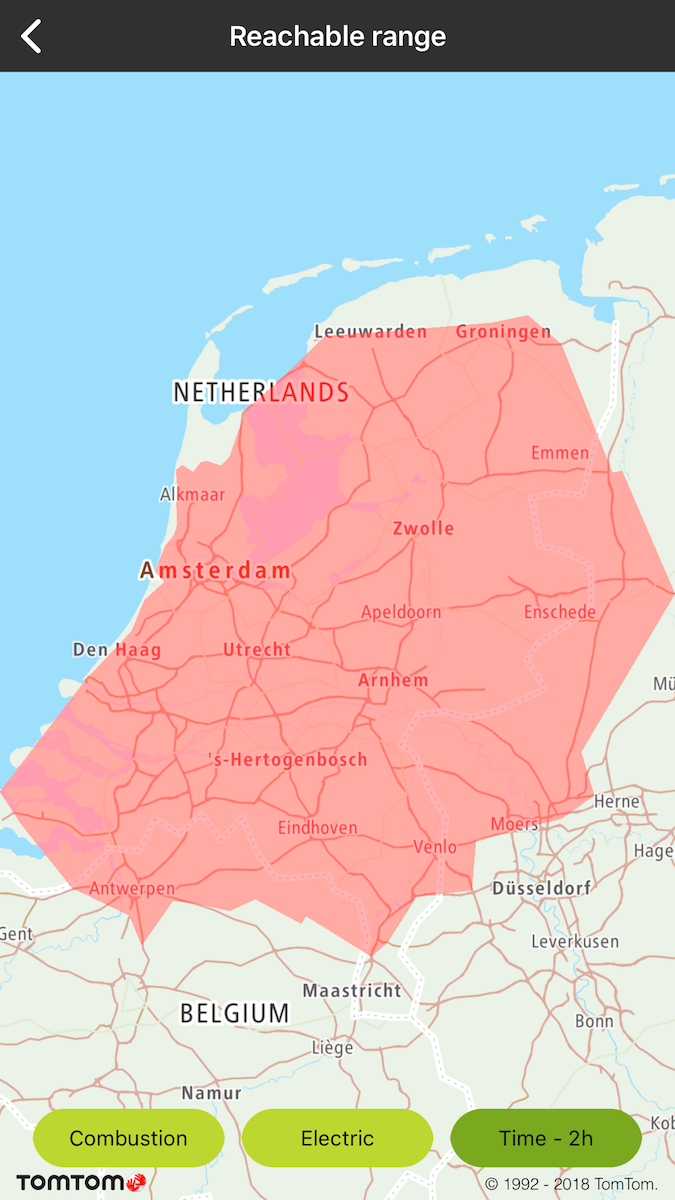 Reachable range
Leeuwarden
Groningen
NETHERLANDS
Emmen
Alkmaar
Zwolle
Amsterdam
Apeldoorn
Enschede
Den Haag
Utrecht
Arnhem
Mü
's-Hertogenbosch
Herne
Moers
Eindhoven
Venlo
Hage
Antwerpen
Düsseldorf
Gent
Leverkusen
Maastricht
BELGIUM
Bonn
Liège
Namur
Kob
Combustion
Electric
Time - 2h
TOMTOM
© 1992 - 2018 TomTom.